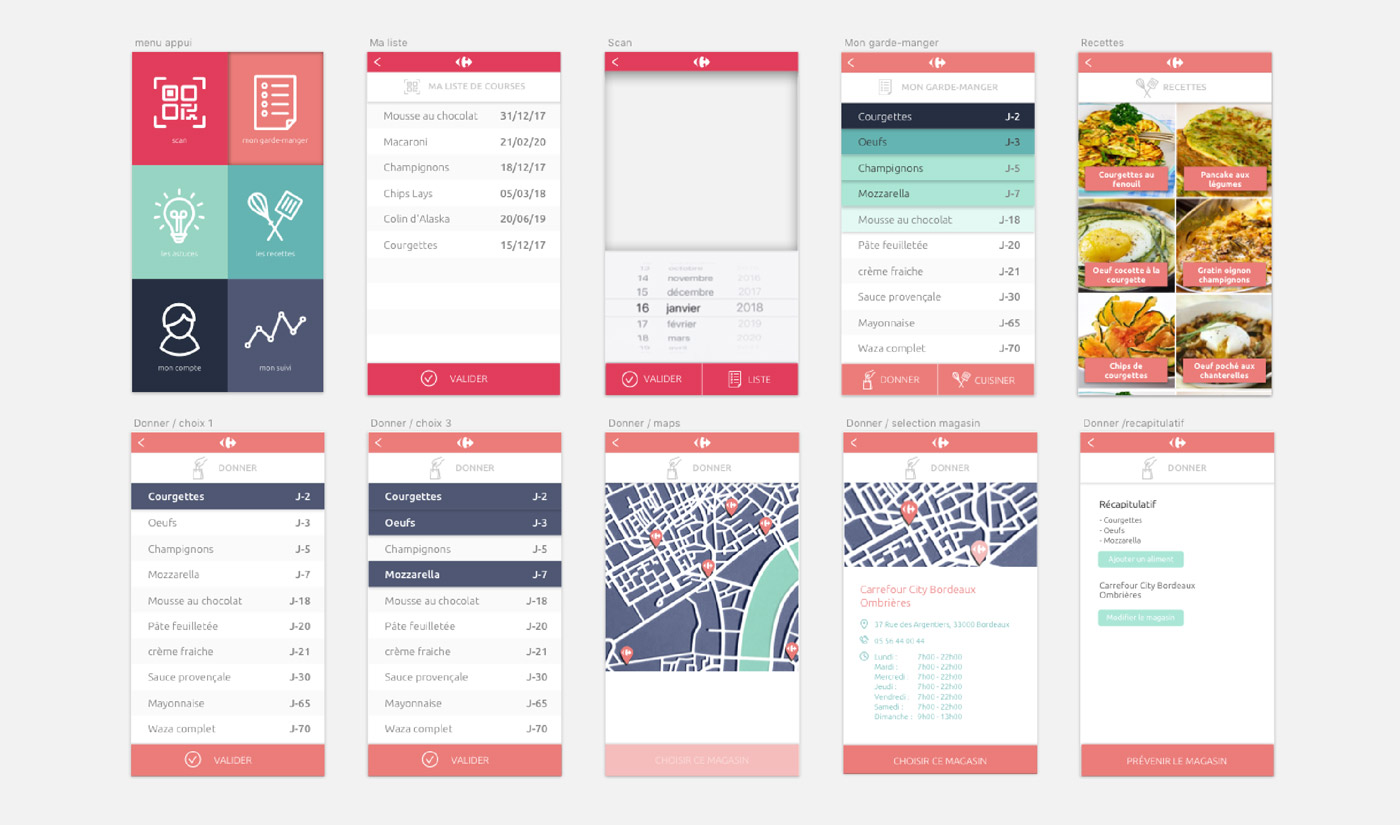 menu appui
scan
mon garde-manger
les astuces
les recettes
mon compte
mon suivi
Ma liste
MA LISTE DE COURSES
Mousse au chocolat 31/12/17
Macaroni 21/02/20
Champignons 18/12/17
Chips Lays 05/03/18
Colin d'Alaska 20/06/19
Courgettes 15/12/17
VALIDER
Scan
14 novembre 2016
15 décembre 2017
16 janvier 2018
17 février 2019
18 mars 2020
VALIDER
LISTE
Mon garde-manger
MON GARDE-MANGER
Courgettes J-2
Oeufs J-3
Champignons J-5
Mozzarella J-7
Mousse au chocolat J-18
Pâte feuilletée J-20
crème fraiche J-21
Sauce provençale J-30
Mayonnaise J-65
Waza complet J-70
DONNER
CUISINER
Recettes
RECETTES
Courgettes au
fenouil
Pancake aux
légumes
Oeuf cocotte à la
courgette
Gratin oignon
champignons
Chips de
courgettes
Oeuf poché aux
chanterelles
Donner / choix 1
DONNER
Courgettes J-2
Oeufs J-3
Champignons J-5
Mozzarella J-7
Mousse au chocolat J-18
Pâte feuilletée J-20
crème fraiche J-21
Sauce provençale J-30
Mayonnaise J-65
Waza complet J-70
VALIDER
Donner / choix 3
DONNER
Courgettes J-2
Oeufs J-3
Champignons J-5
Mozzarella J-7
Mousse au chocolat J-18
Pâte feuilletée J-20
crème fraiche J-21
Sauce provençale J-30
Mayonnaise J-65
Waza complet J-70
VALIDER
Donner / maps
DONNER
CHOISIR CE MAGASIN
Donner / selection magasin
DONNER
Carrefour City Bordeaux
Ombrières
37 Rue des Argentiers, 33000 Bordeaux
05 56 44 00 44
Lundi : 7h00 - 22h00
Mardi : 7h00 - 22h00
Mercredi : 7h00 - 22h00
Jeudi : 7h00 - 22h00
Vendredi : 7h00 - 22h00
Samedi : 7h00 - 22h00
Dimanche : 9h00 - 13h00
CHOISIR CE MAGASIN
Donner /recapitulatif
DONNER
Récapitulatif
- Courgettes
- Oeufs
- Mozzarella
Ajouter un aliment
Carrefour City Bordeaux
Ombrières
Modifier le magasin
PRÉVENIR LE MAGASIN